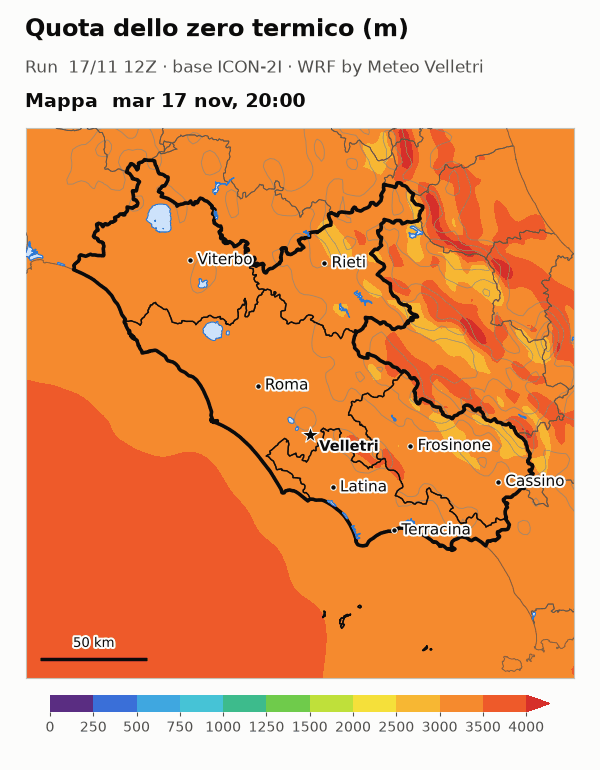 Quota dello zero termico (m)
Run 17/11 12Z · base ICON-2I · WRF by Meteo Velletri
Mappa mar 17 nov, 20:00
Viterbo
Rieti
Roma
Velletri
Frosinone
Latina
Cassino
Terracina
50 km
0 250 500 750 1000 1250 1500 2000 2500 3000 3500 4000